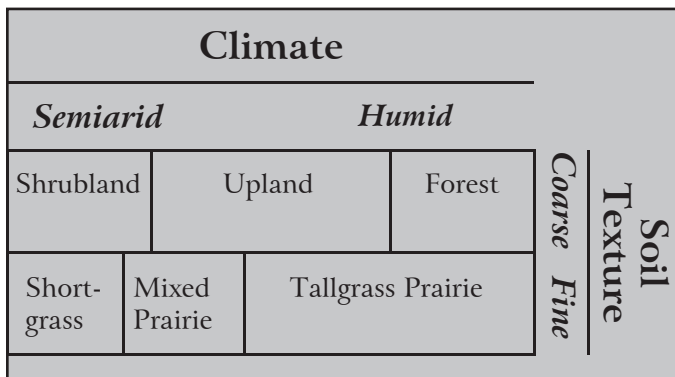 Climate
Semiarid Humid
Shrubland Upland Forest
Coarse
Short-
grass
Mixed
Prairie
Tallgrass Prairie
Fine
Soil
Texture